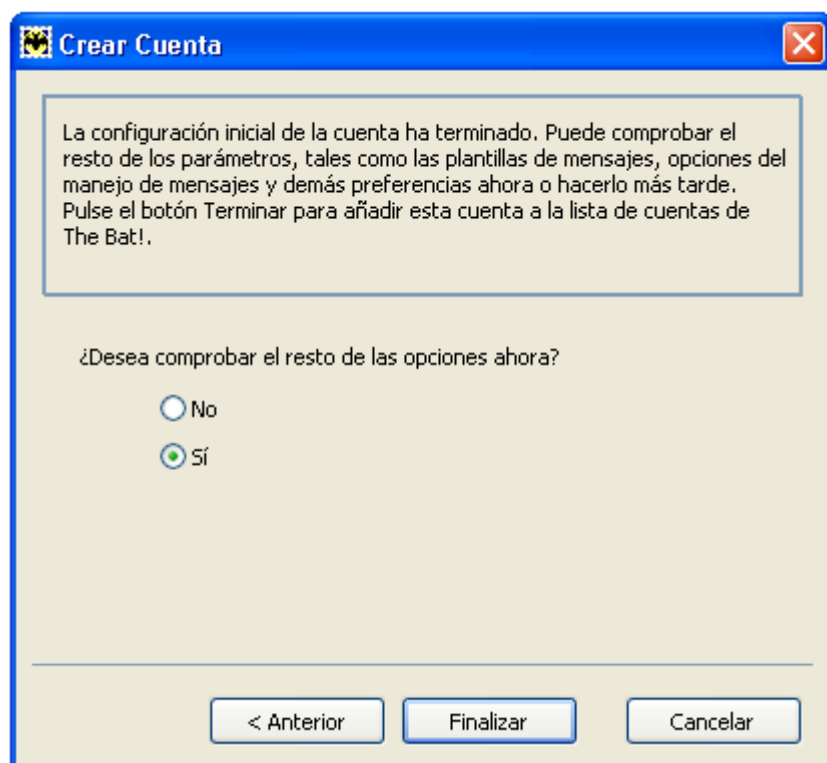 Crear Cuenta
La configuración inicial de la cuenta ha terminado. Puede comprobar el
resto de los parámetros, tales como las plantillas de mensajes, opciones del
manejo de mensajes y demás preferencias ahora o hacerlo más tarde.
Pulse el botón Terminar para añadir esta cuenta a la lista de cuentas de
The Bat!.
¿Desea comprobar el resto de las opciones ahora?
No
Sí
< Anterior
Finalizar
Cancelar